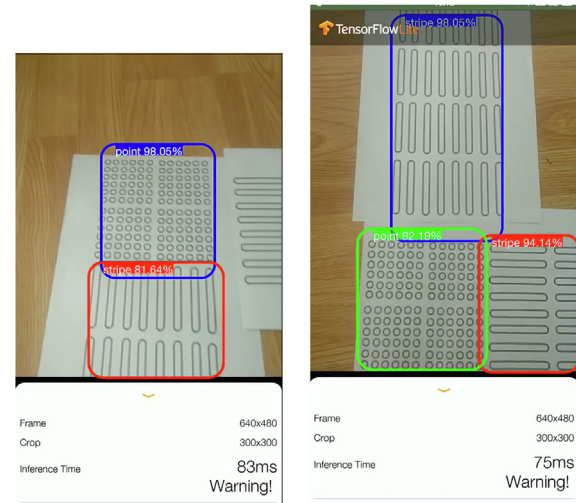 point 98.05%
stripe 81.64%
Frame 640x480
Crop 300x300
Inference Time 83ms
Warning!
TensorFlow Lite
stripe 98.05%
point 92.19%
stripe 94.14%
Frame 640x480
Crop 300x300
Inference Time 75ms
Warning!